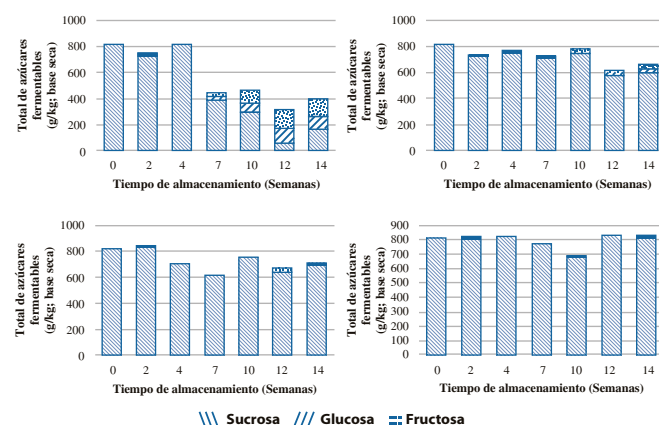 Total de azúcares
fermentables
(g/kg; base seca)
1000
800
600
400
200
0
0 2 4 7 10 12 14
Tiempo de almacenamiento (Semanas)
Total de azúcares
fermentables
(g/kg; base seca)
1000
800
600
400
200
0
0 2 4 7 10 12 14
Tiempo de almacenamiento (Semanas)
Total de azúcares
fermentables
(g/kg; base seca)
1000
800
600
400
200
0
0 2 4 7 10 12 14
Tiempo de almacenamiento (Semanas)
Total de azúcares
fermentables
(g/kg; base seca)
900
800
700
600
500
400
300
200
100
0
0 2 4 7 10 12 14
Tiempo de almacenamiento (Semanas)
Sucrosa Glucosa Fructosa